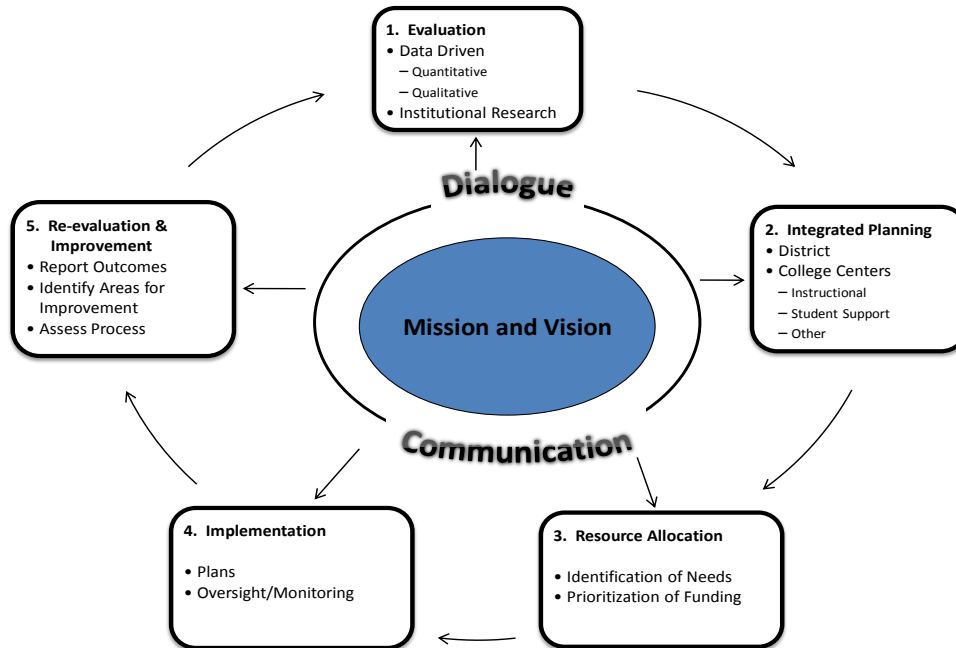 1. Evaluation
• Data Driven
– Quantitative
– Qualitative
• Institutional Research
Dialogue
Mission and Vision
Communication
2. Integrated Planning
• District
• College Centers
– Instructional
– Student Support
– Other
3. Resource Allocation
• Identification of Needs
• Prioritization of Funding
4. Implementation
• Plans
• Oversight/Monitoring
5. Re-evaluation &
Improvement
• Report Outcomes
• Identify Areas for
Improvement
• Assess Process